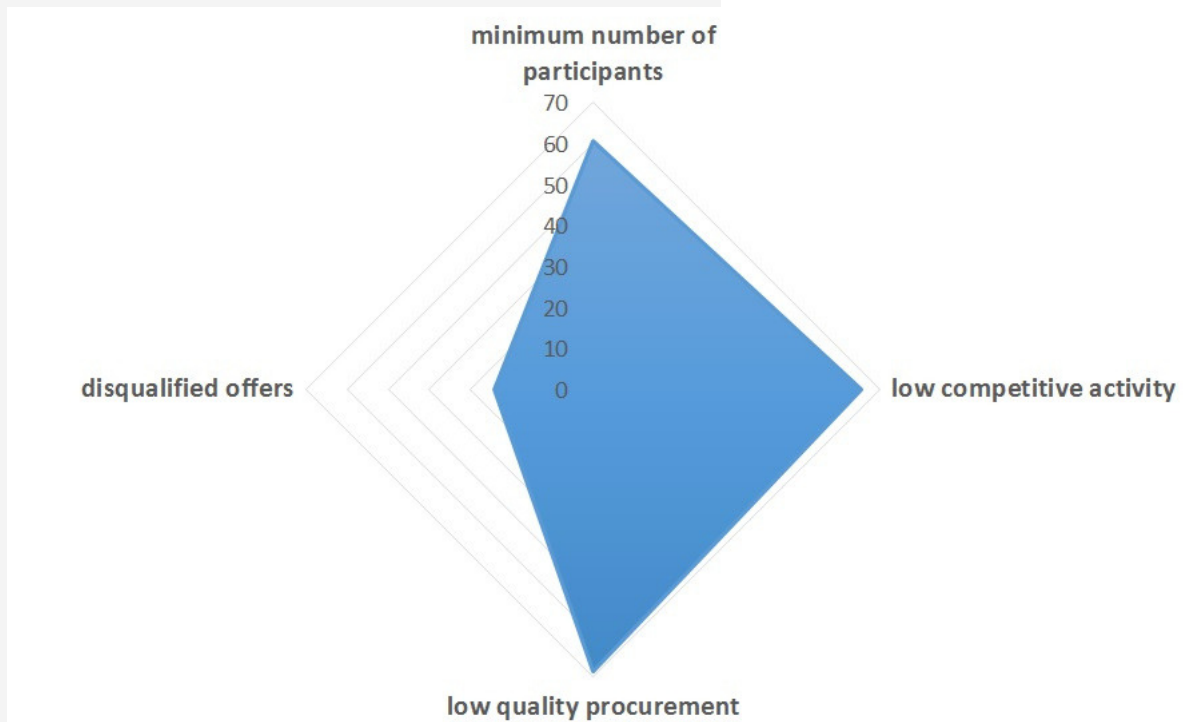 minimum number of
participants
70
60
50
40
30
20
10
0
disqualified offers
low competitive activity
low quality procurement